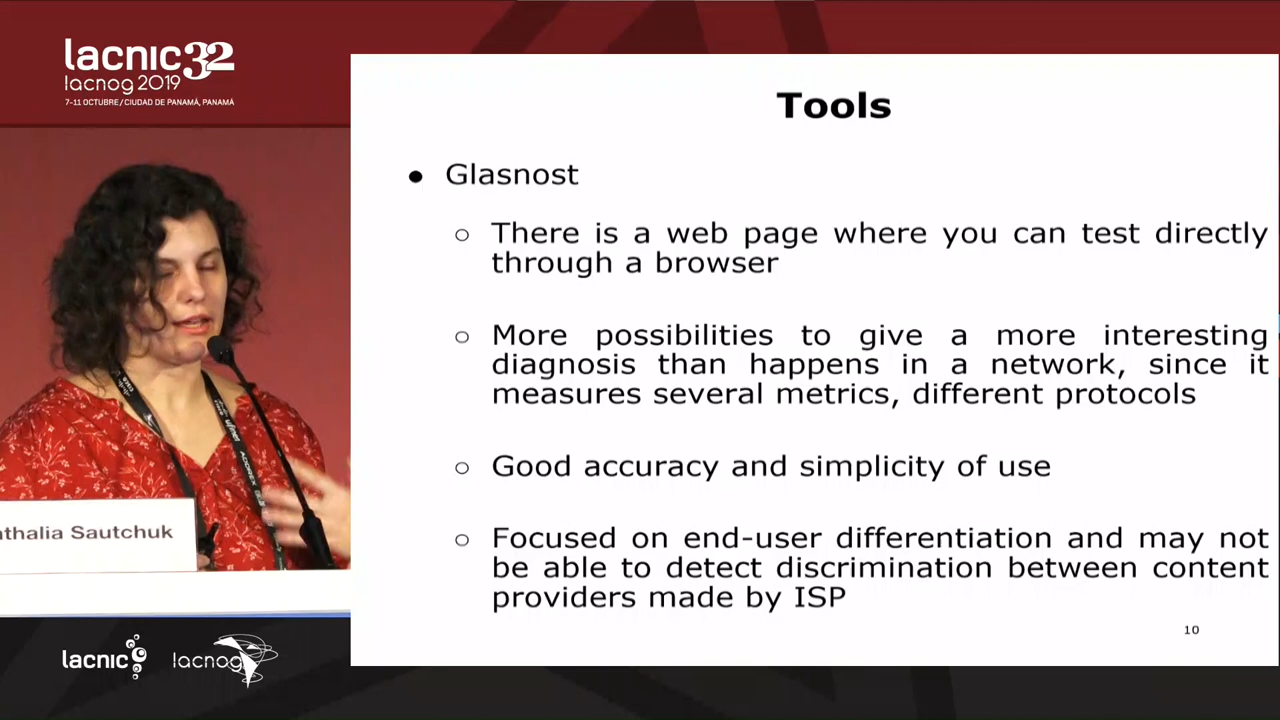 lacnic32
lacnog 2019
7-11 OCTUBRE / CIUDAD DE PANAMÁ, PANAMÁ
Tools
● Glasnost
○ There is a web page where you can test directly
through a browser
○ More possibilities to give a more interesting
diagnosis than happens in a network, since it
measures several metrics, different protocols
○ Good accuracy and simplicity of use
○ Focused on end-user differentiation and may not
be able to detect discrimination between content
providers made by ISP
10
thalia Sautchuk
lacnic
lacnog